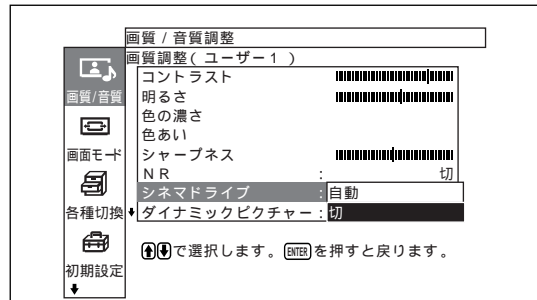 画質 / 音質調整
画質調整(ユーザー1)
コントラスト
画質/音質
明るさ
色の濃さ
色あい
画面モード
シャープネス
NR : 切
シネマドライブ : 自動
各種切換
ダイナミックピクチャー : 切
で選択します。ENTERを押すと戻ります。
初期設定